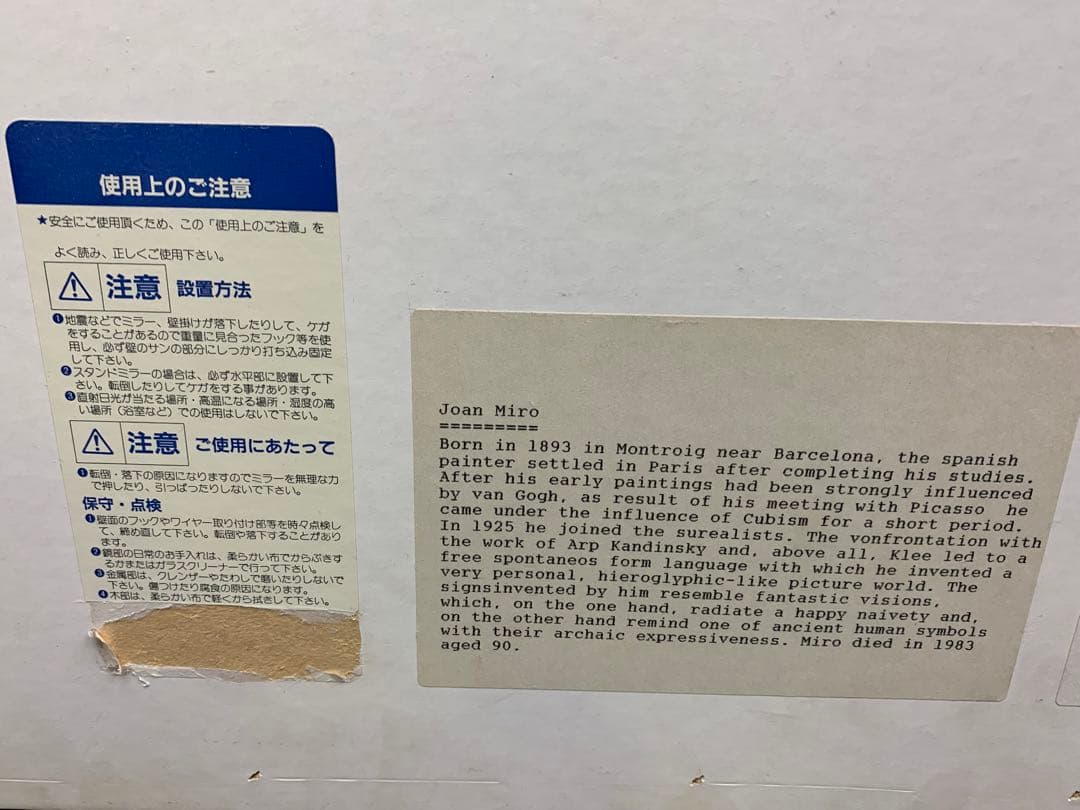 使用上のご注意
★安全にご使用頂くため、この「使用上のご注意」を
よく読み、正しくご使用下さい。
注意 設置方法
❶地震などでミラー、壁掛けが落下したりして、ケガ
をすることがあるので重量に見合ったフック等を使
用し、必ず壁のサンの部分にしっかり打ち込み固定
して下さい。
❷スタンドミラーの場合は、必ず水平部に設置して下
さい。転倒したりしてケガをする事があります。
❸直射日光が当たる場所・高温になる場所・湿度の高
い場所（浴室など）での使用はしないで下さい。
注意 ご使用にあたって
❶転倒・落下の原因になりますのでミラーを無理な力
で押したり、引っぱったりしないで下さい。
保守・点検
❶壁面のフックやワイヤー取り付け部等を時々点検し
て、締め直して下さい。転倒や落下することがあり
ます。
❷鏡部の日常のお手入れは、柔らかい布でからぶきす
るかまたはガラスクリーナーで行って下さい。
❸金属部は、クレンザーやたわしで磨いたりしないで
下さい。傷つけたり腐食の原因になります。
❹木部は、柔らかい布で軽くから拭きして下さい。
Joan Miro
=========
Born in 1893 in Montroig near Barcelona, the spanish
painter settled in Paris after completing his studies.
After his early paintings had been strongly influenced
by van Gogh, as result of his meeting with Picasso he
came under the influence of Cubism for a short period.
In 1925 he joined the surealists. The vonfrontation with
the work of Arp Kandinsky and, above all, Klee led to a
free spontaneos form language with which he invented a
very personal, hieroglyphic-like picture world. The
signsinvented by him resemble fantastic visions,
which, on the one hand, radiate a happy naivety and,
on the other hand remind one of ancient human symbols
with their archaic expressiveness. Miro died in 1983
aged 90.